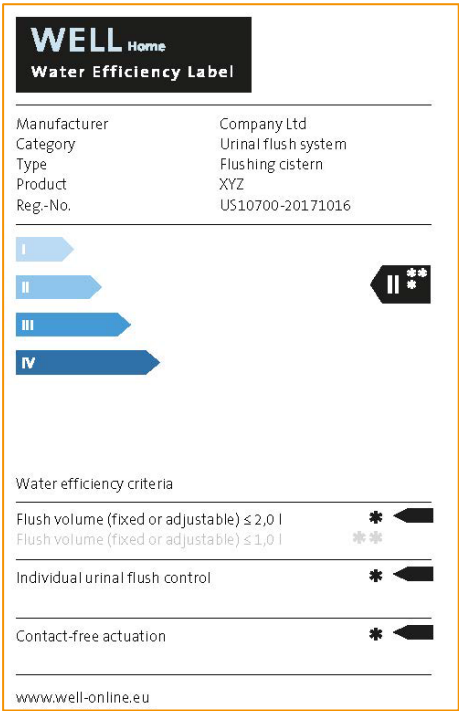 WELL Home
Water Efficiency Label
Manufacturer Company Ltd
Category Urinal flush system
Type Flushing cistern
Product XYZ
Reg.-No. US10700-20171016
I
II II ***
III
IV
Water efficiency criteria
Flush volume (fixed or adjustable) ≤ 2,0 l *
Flush volume (fixed or adjustable) ≤ 1,0 l **
Individual urinal flush control *
Contact-free actuation *
www.well-online.eu